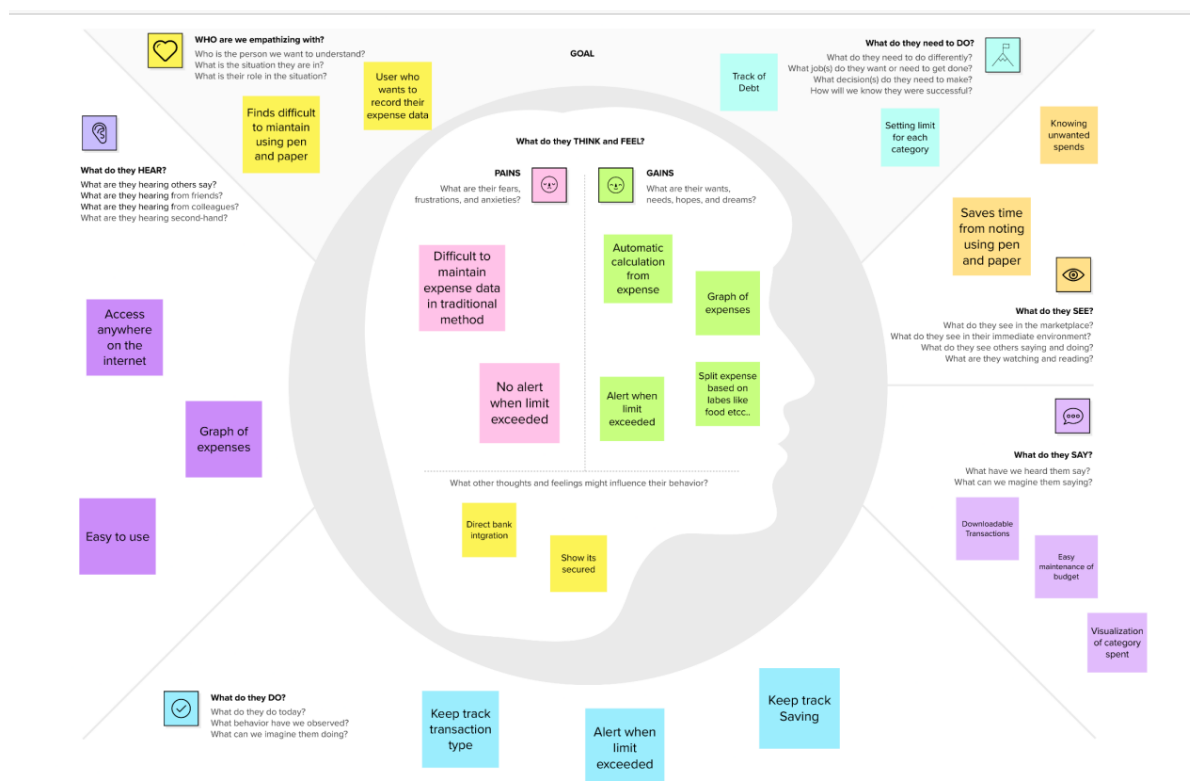 WHO are we empathizing with?
Who is the person we want to understand?
What is the situation they are in?
What is their role in the situation?
User who
wants to
record their
expense data
Finds difficult
to miantain
using pen
and paper
GOAL
What do they need to DO?
What do they need to do differently?
What job(s) do they want or need to get done?
What decision(s) do they need to make?
How will we know they were successful?
Track of
Debt
Setting limit
for each
category
Knowing
unwanted
spends
What do they HEAR?
What are they hearing others say?
What are they hearing from friends?
What are they hearing from colleagues?
What are they hearing second-hand?
Access
anywhere
on the
internet
Graph of
expenses
Easy to use
What do they THINK and FEEL?
PAINS
What are their fears,
frustrations, and anxieties?
Difficult to
maintain
expense data
in traditional
method
No alert
when limit
exceeded
GAINS
What are their wants,
needs, hopes, and dreams?
Automatic
calculation
from
expense
Graph of
expenses
Alert when
limit
exceeded
Split expense
based on
labes like
food etcc..
What other thoughts and feelings might influence their behavior?
Direct bank
intgration
Show its
secured
Saves time
from noting
using pen
and paper
What do they SEE?
What do they see in the marketplace?
What do they see in their immediate environment?
What do they see others saying and doing?
What are they watching and reading?
What do they SAY?
What have we heard them say?
What can we magine them saying?
Downloadable
Transactions
Easy
maintenance of
budget
Visualization
of category
spent
What do they DO?
What do they do today?
What behavior have we observed?
What can we imagine them doing?
Keep track
transaction
type
Alert when
limit
exceeded
Keep track
Saving